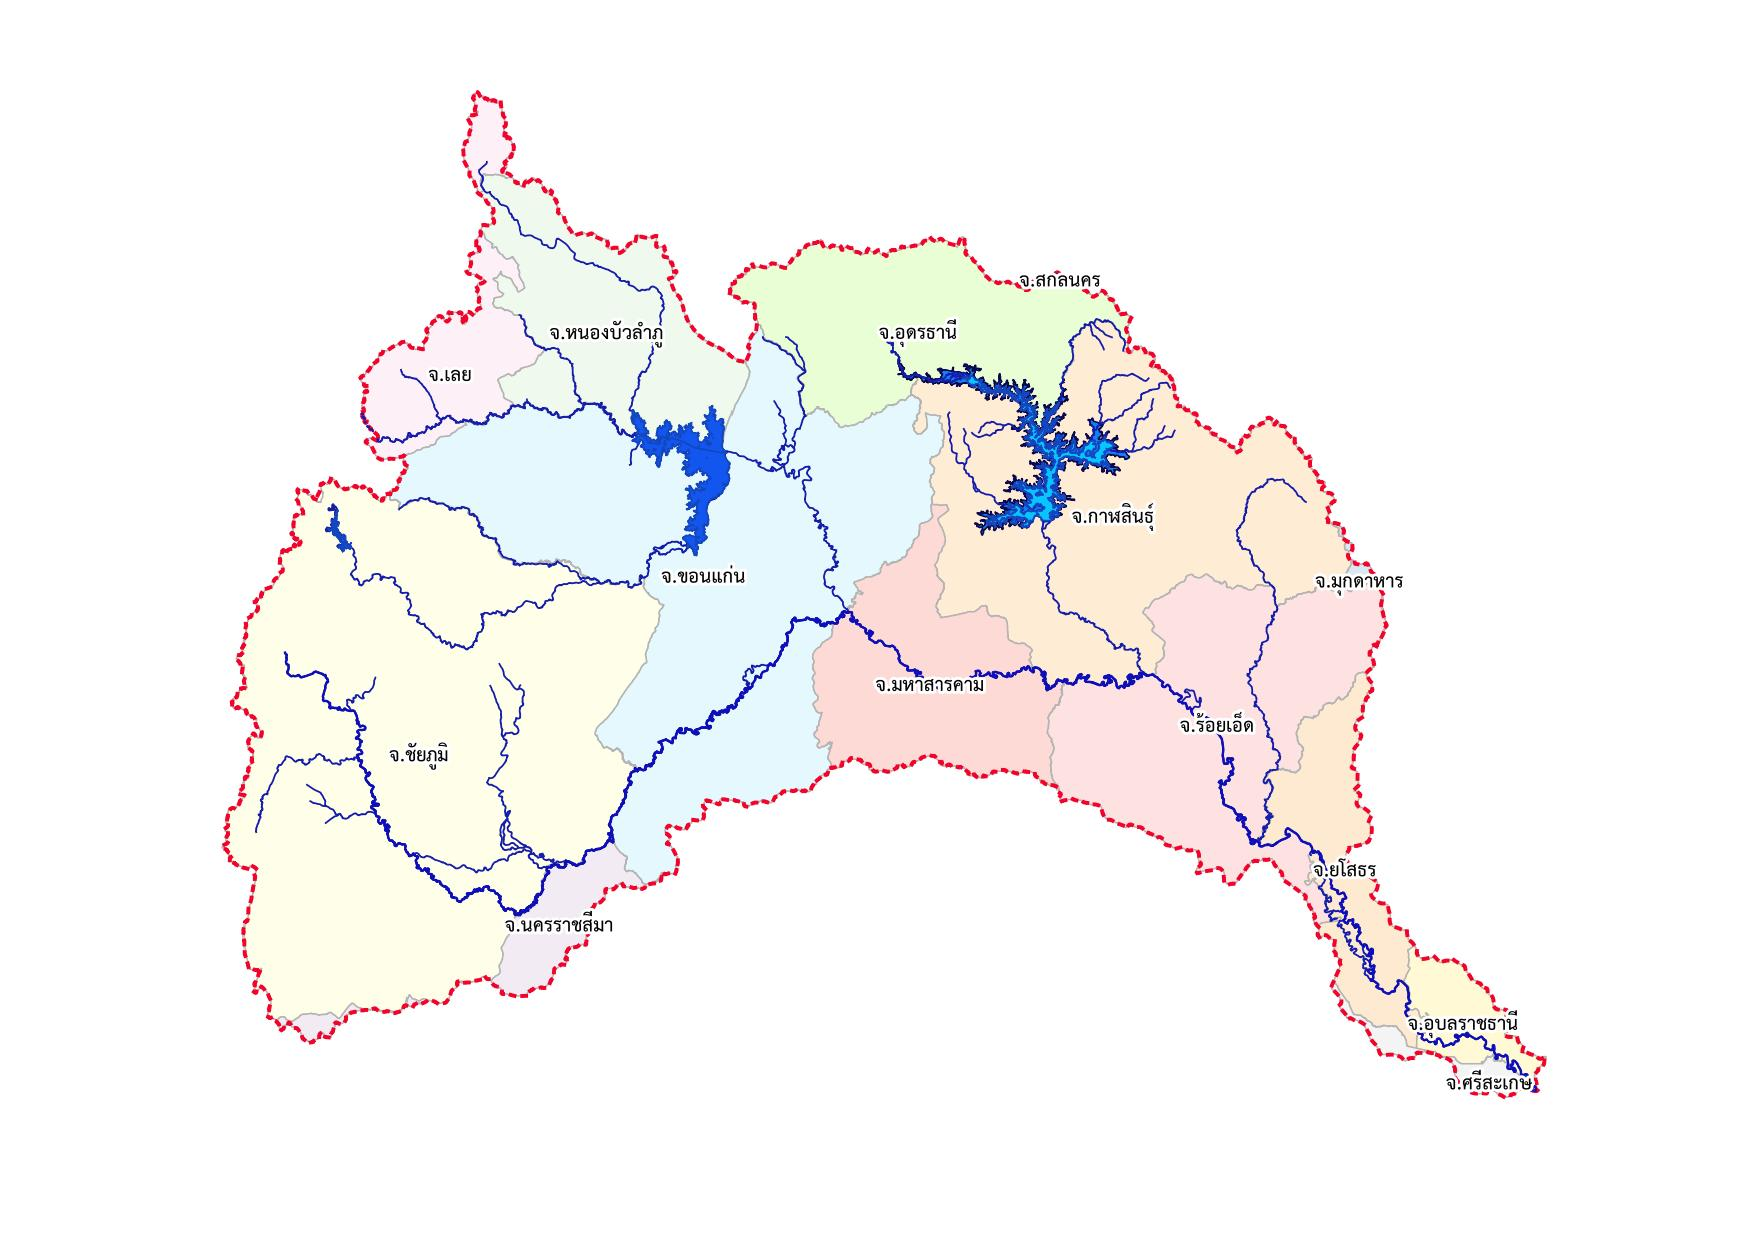 จ.สกลนคร
จ.หนองบัวลำภู
จ.อุดรธานี
จ.เลย
จ.กาฬสินธุ์
จ.ขอนแก่น
จ.มุกดาหาร
จ.มหาสารคาม
จ.ร้อยเอ็ด
จ.ชัยภูมิ
จ.ยโสธร
จ.นครราชสีมา
จ.อุบลราชธานี
จ.ศรีสะเกษ